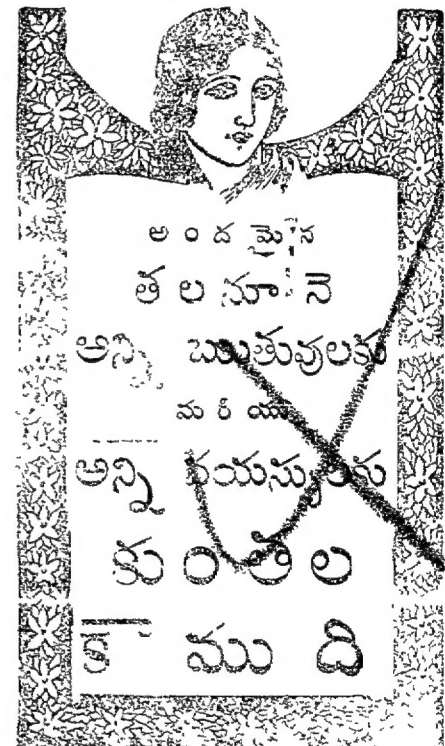 అందమైన
తలనూనె
అన్ని ఋతువులకు
మరియు
అన్ని వయస్సులకు
కుంతల
కౌముది